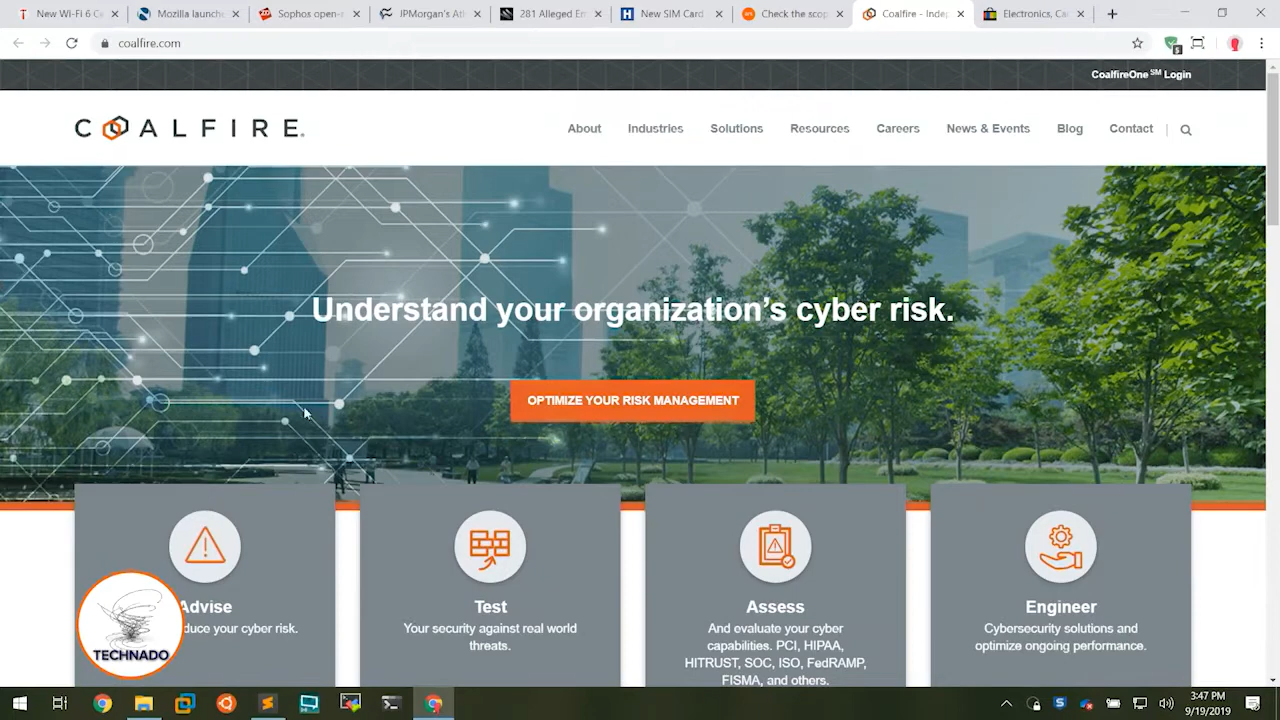 New Wi-Fi 6 Ce
Mozilla launch
Sophos open-
JPMorgan's Ath
281 Alleged Em
New SIM Card
Check the scop
Coalfire - Indep
Electronics, Ca
coalfire.com
CoalfireOne SM Login
COALFIRE.
About
Industries
Solutions
Resources
Careers
News & Events
Blog
Contact
Understand your organization's cyber risk.
OPTIMIZE YOUR RISK MANAGEMENT
Advise
duce your cyber risk.
Test
Your security against real world
threats.
Assess
And evaluate your cyber
capabilities. PCI, HIPAA,
HITRUST, SOC, ISO, FedRAMP,
FISMA, and others.
Engineer
Cybersecurity solutions and
optimize ongoing performance.
TECHNADO
3:47 PM
9/19/2019